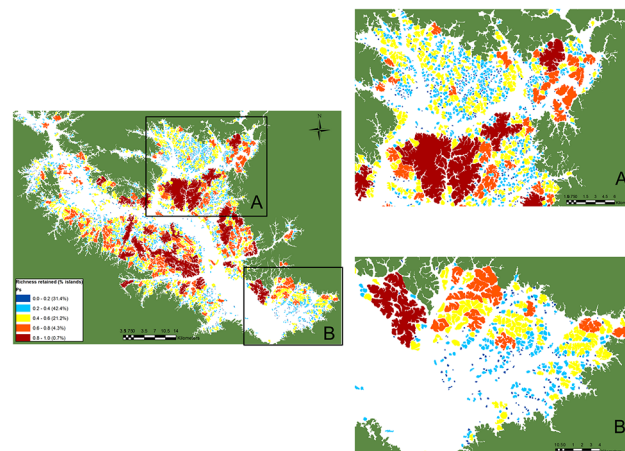 N
A
B
Richness retained (% islands)
Ps
0.0 - 0.2 (31.4%)
0.2 - 0.4 (42.4%)
0.4 - 0.6 (21.2%)
0.6 - 0.8 (4.3%)
0.8 - 1.0 (0.7%)
Kilometers
A
B